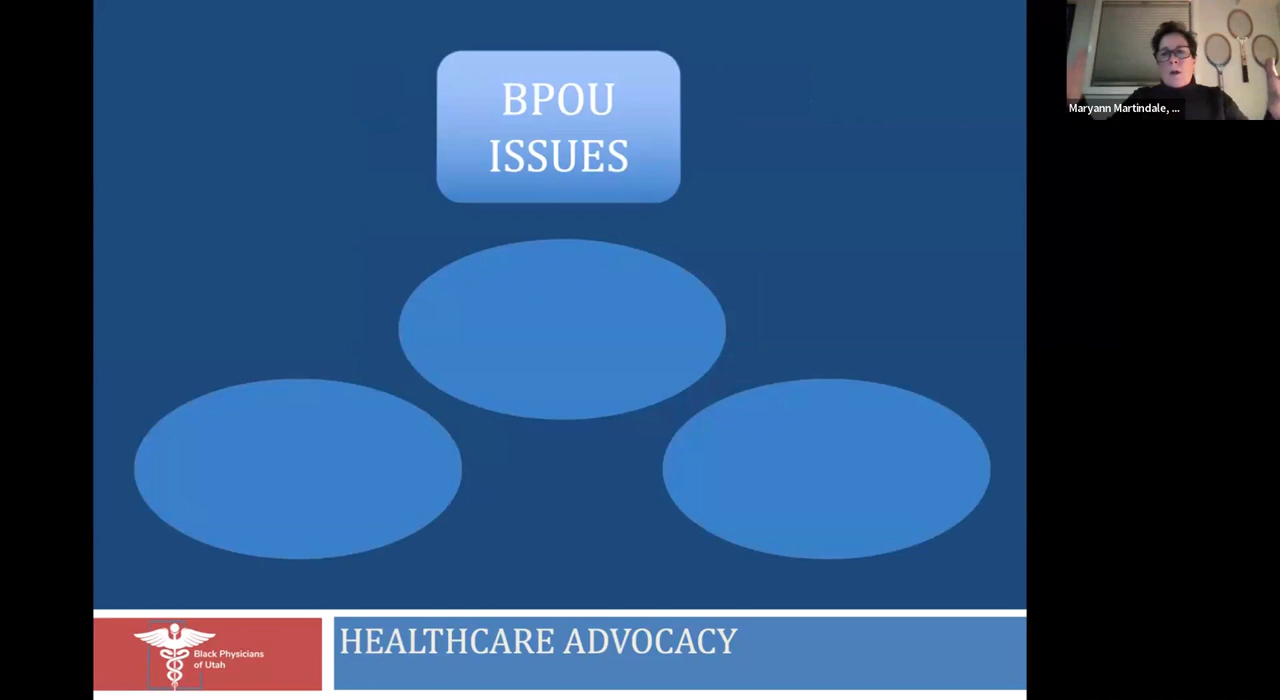 BPOU
ISSUES
Maryann Martindale, ...
HEALTHCARE ADVOCACY
Black Physicians
of Utah